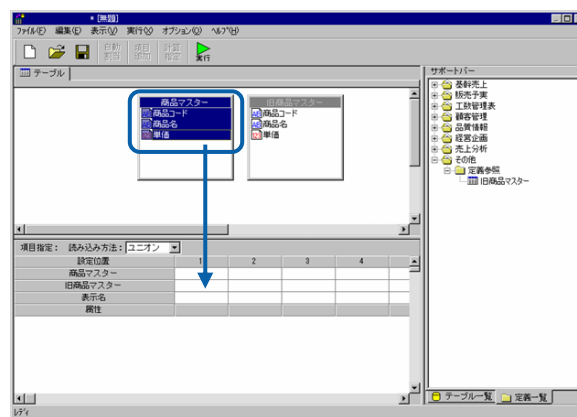 * [無題]
ファイル(F) 編集(E) 表示(V) 実行(X) オプション(O) ヘルプ(H)
自動割当 項目追加 計算指定 実行
テーブル
商品マスター
商品コード
商品名
単価
旧商品マスター
商品コード
商品名
単価
項目指定: 読み込み方法: ユニオン
設定位置 1 2 3 4
商品マスター
旧商品マスター
表示名
属性
サポートバー
基幹売上
販売予実
工数管理表
顧客管理
品質情報
経営企画
売上分析
その他
定義参照
旧商品マスター
テーブル一覧 定義一覧
レディ